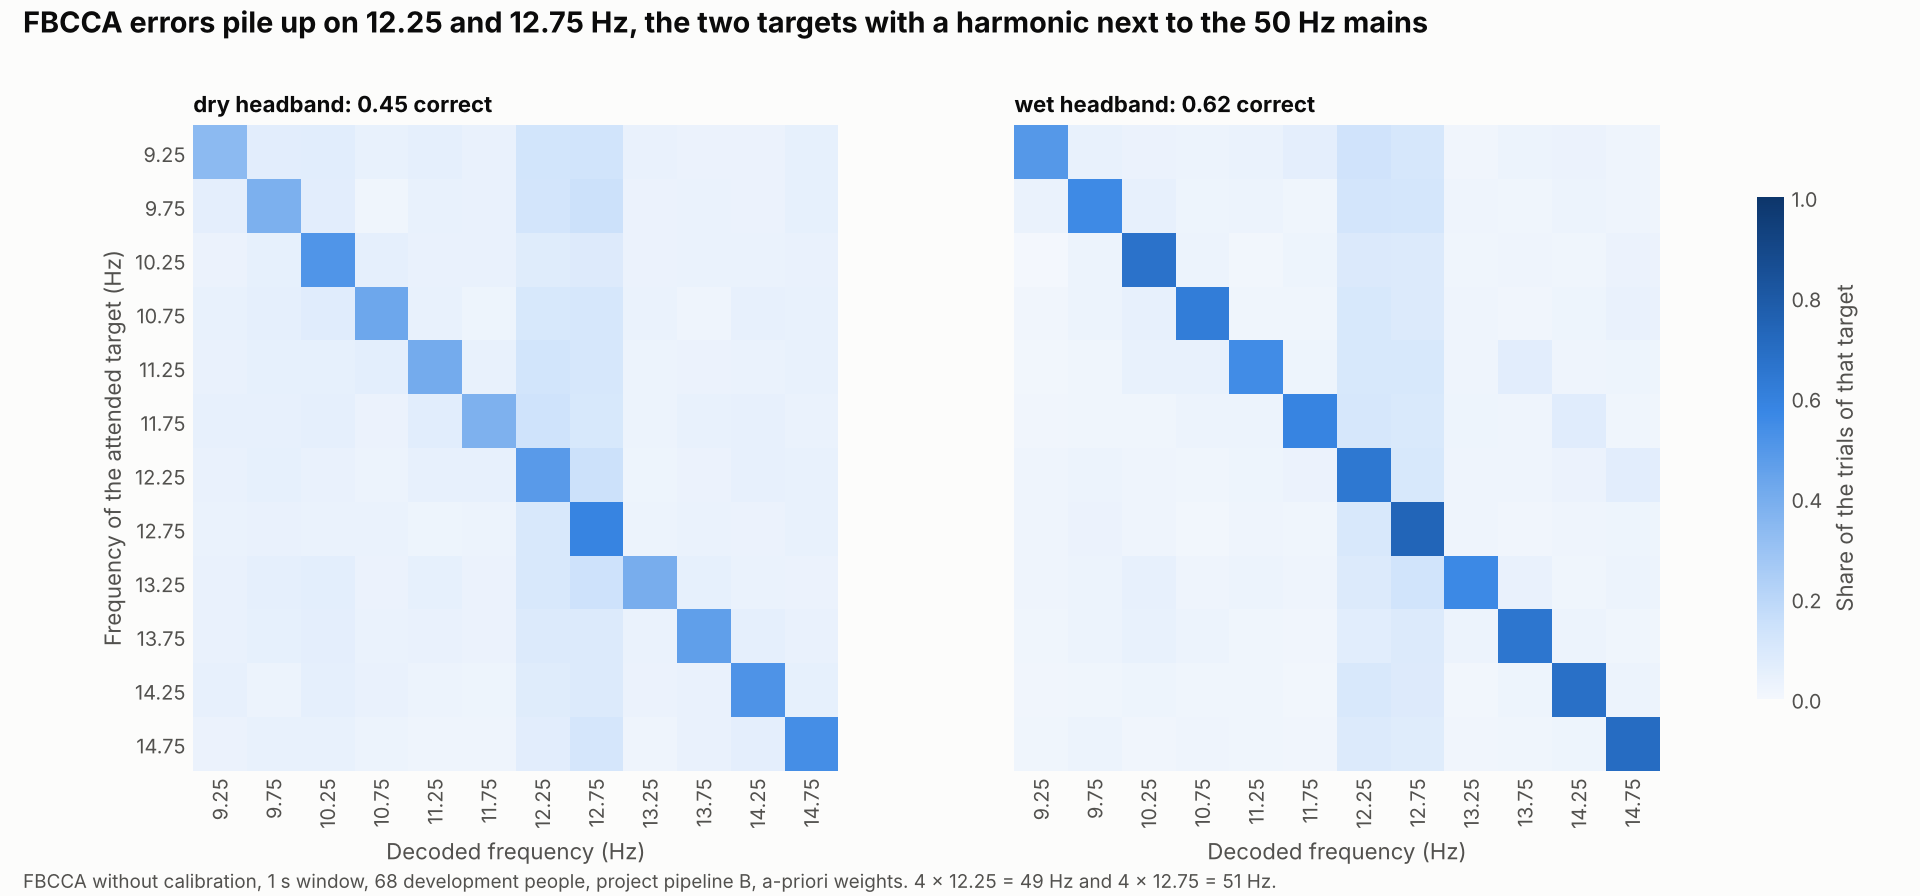 FBCCA errors pile up on 12.25 and 12.75 Hz, the two targets with a harmonic next to the 50 Hz mains
dry headband: 0.45 correct
wet headband: 0.62 correct
Frequency of the attended target (Hz)
9.25
9.75
10.25
10.75
11.25
11.75
12.25
12.75
13.25
13.75
14.25
14.75
9.25 9.75 10.25 10.75 11.25 11.75 12.25 12.75 13.25 13.75 14.25 14.75
Decoded frequency (Hz)
9.25 9.75 10.25 10.75 11.25 11.75 12.25 12.75 13.25 13.75 14.25 14.75
Decoded frequency (Hz)
1.0
0.8
0.6
0.4
0.2
0.0
Share of the trials of that target
FBCCA without calibration, 1 s window, 68 development people, project pipeline B, a-priori weights. 4 × 12.25 = 49 Hz and 4 × 12.75 = 51 Hz.